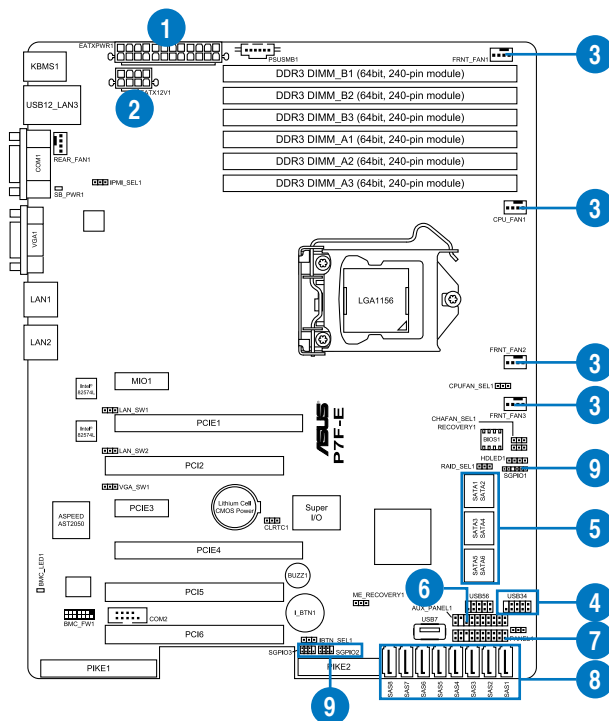 1
EATXPWR1
PSUSMB1
FRNT_FAN1
3
KBMS1
DDR3 DIMM_B1 (64bit, 240-pin module)
2
EATX12V1
DDR3 DIMM_B2 (64bit, 240-pin module)
USB12_LAN3
DDR3 DIMM_B3 (64bit, 240-pin module)
DDR3 DIMM_A1 (64bit, 240-pin module)
COM1
REAR_FAN1
DDR3 DIMM_A2 (64bit, 240-pin module)
IPMI_SEL1
DDR3 DIMM_A3 (64bit, 240-pin module)
SB_PWR1
3
CPU_FAN1
VGA1
LAN1
LGA1156
LAN2
FRNT_FAN2
3
MIO1
CPUFAN_SEL1
Intel®
82574L
FRNT_FAN3
3
LAN_SW1
PCIE1
CHAFAN_SEL1
RECOVERY1
BIOS1
Intel®
82574L
ASUS
P7F-E
LAN_SW2
PCI2
HDLED1
RAID_SEL1
SGPIO1
9
VGA_SW1
SATA1
SATA2
PCIE3
Lithium Cell
CMOS Power
Super
I/O
ASPEED
AST2050
CLRTC1
SATA3
SATA4
5
PCIE4
SATA5
SATA6
BMC_LED1
BUZZ1
PCI5
6
ME_RECOVERY1
USB56
USB34
4
AUX_PANEL1
I_BTN1
BMC_FW1
COM2
USB7
PANEL1
7
PCI6
IBTN_SEL1
SGPIO3
SGPIO2
PIKE1
PIKE2
9
SAS8
SAS7
SAS6
SAS5
SAS4
SAS3
SAS2
SAS1
8